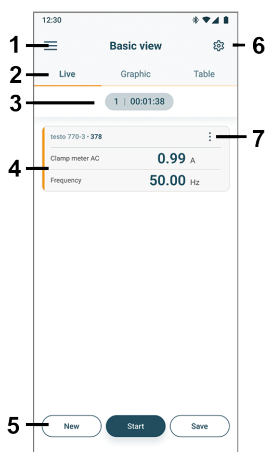 12:30
1 Basic view 6
2 Live Graphic Table
3 1 | 00:01:38
testo 770-3 - 378 7
4 Clamp meter AC 0.99 A
Frequency 50.00 Hz
5 New Start Save